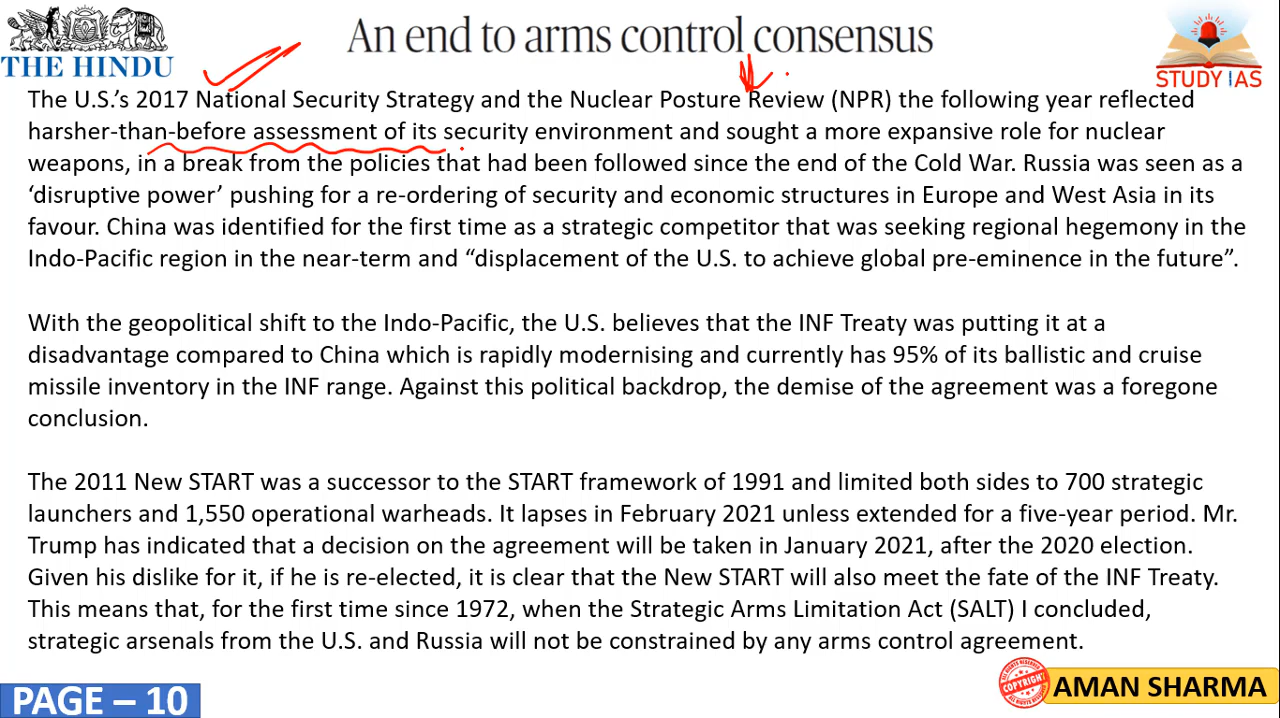 An end to arms control consensus
THE HINDU
STUDY IAS
The U.S.'s 2017 National Security Strategy and the Nuclear Posture Review (NPR) the following year reflected
harsher-than-before assessment of its security environment and sought a more expansive role for nuclear
weapons, in a break from the policies that had been followed since the end of the Cold War. Russia was seen as a
‘disruptive power’ pushing for a re-ordering of security and economic structures in Europe and West Asia in its
favour. China was identified for the first time as a strategic competitor that was seeking regional hegemony in the
Indo-Pacific region in the near-term and “displacement of the U.S. to achieve global pre-eminence in the future”.
With the geopolitical shift to the Indo-Pacific, the U.S. believes that the INF Treaty was putting it at a
disadvantage compared to China which is rapidly modernising and currently has 95% of its ballistic and cruise
missile inventory in the INF range. Against this political backdrop, the demise of the agreement was a foregone
conclusion.
The 2011 New START was a successor to the START framework of 1991 and limited both sides to 700 strategic
launchers and 1,550 operational warheads. It lapses in February 2021 unless extended for a five-year period. Mr.
Trump has indicated that a decision on the agreement will be taken in January 2021, after the 2020 election.
Given his dislike for it, if he is re-elected, it is clear that the New START will also meet the fate of the INF Treaty.
This means that, for the first time since 1972, when the Strategic Arms Limitation Act (SALT) I concluded,
strategic arsenals from the U.S. and Russia will not be constrained by any arms control agreement.
PAGE – 10
COPYRIGHT
AMAN SHARMA